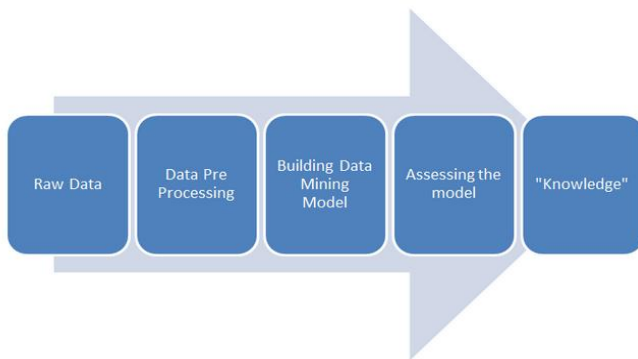 Raw Data
Data Pre
Processing
Building Data
Mining
Model
Assessing the
model
"Knowledge"